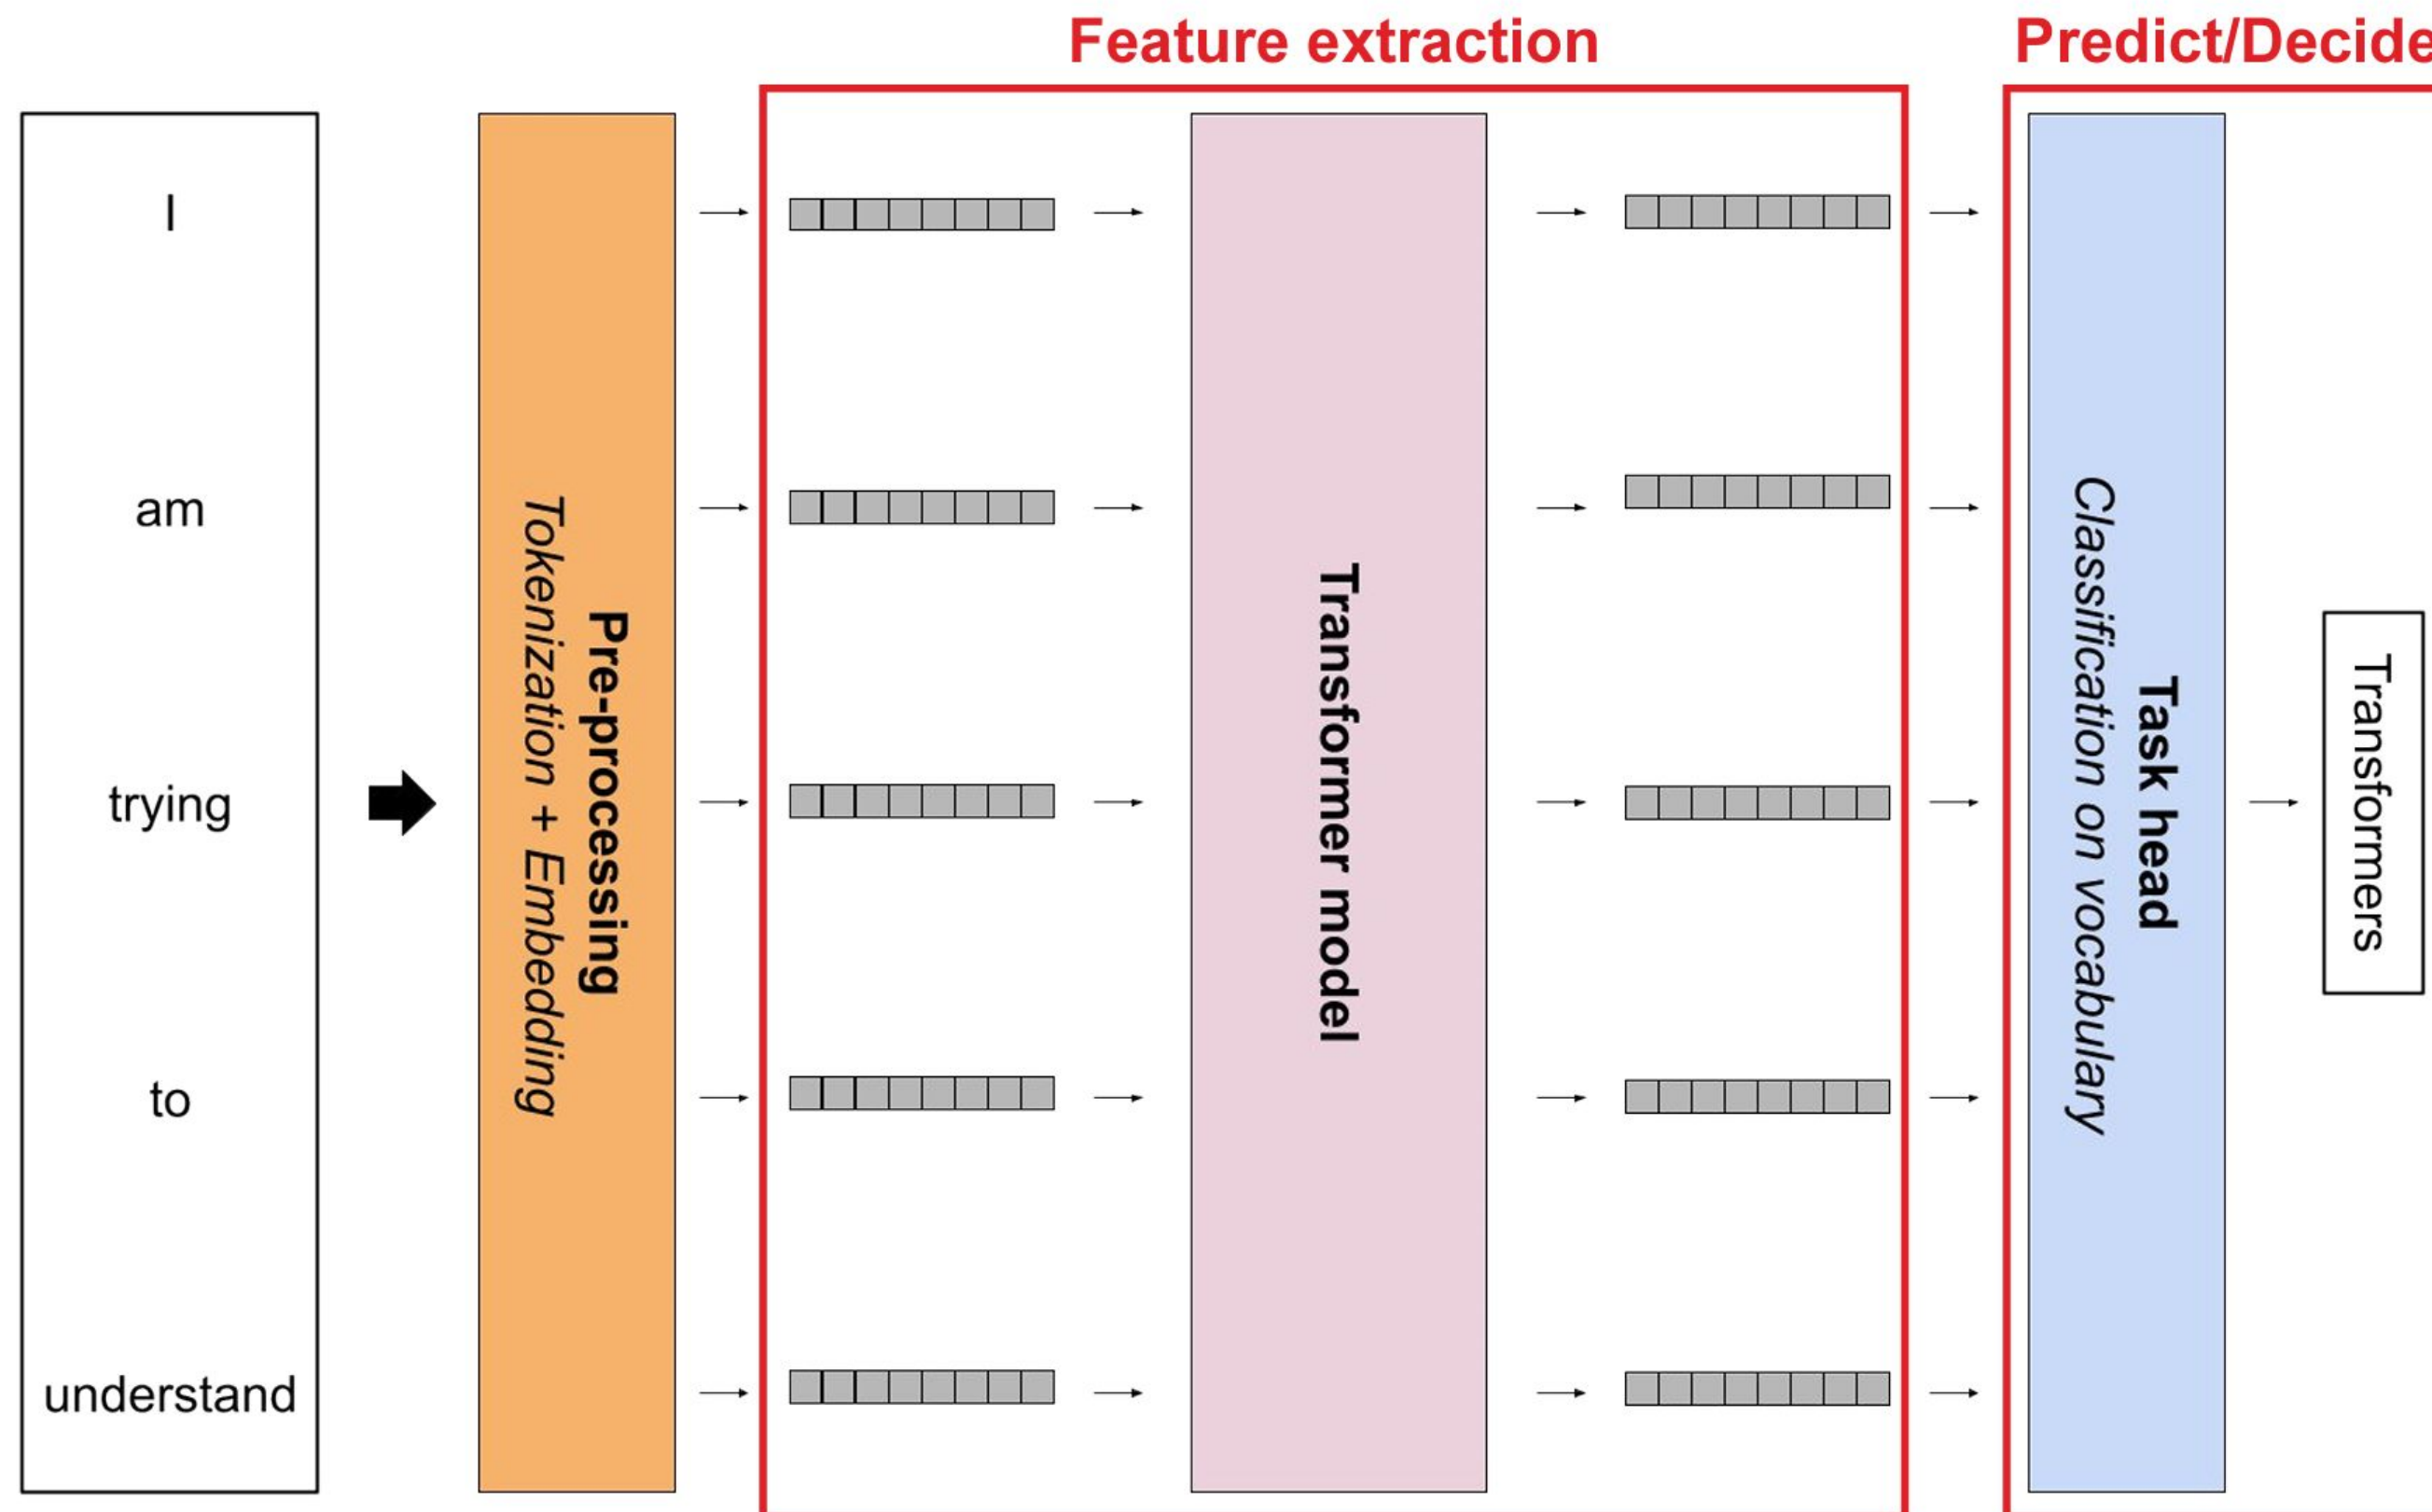 Feature extraction
Predict/Decide
I
am
trying
to
understand
Pre-processing
Tokenization + Embedding
Transformer model
Task head
Classification on vocabulary
Transformers